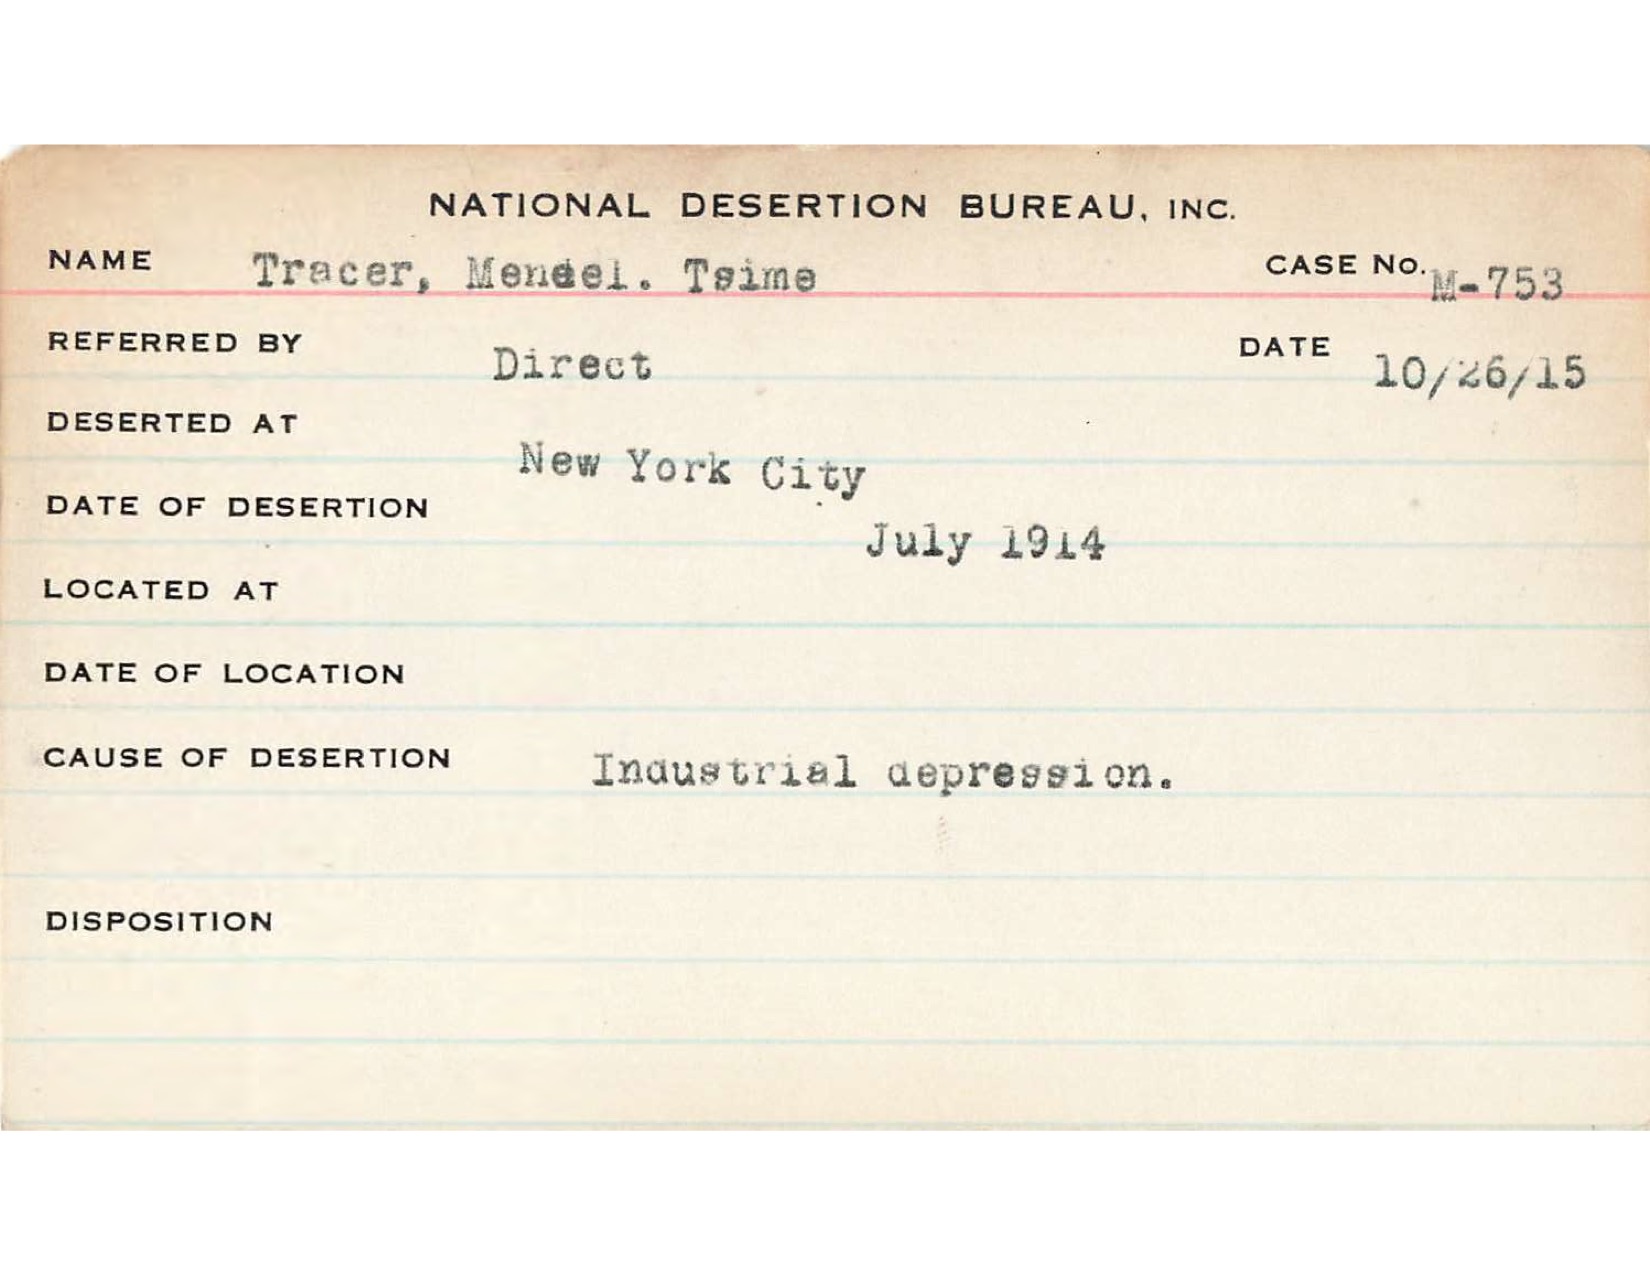 NATIONAL DESERTION BUREAU, INC.
NAME Tracer, Mendel. Tsime CASE No. M-753
REFERRED BY Direct DATE 10/26/15
DESERTED AT New York City
DATE OF DESERTION July 1914
LOCATED AT
DATE OF LOCATION
CAUSE OF DESERTION Industrial depression.
DISPOSITION